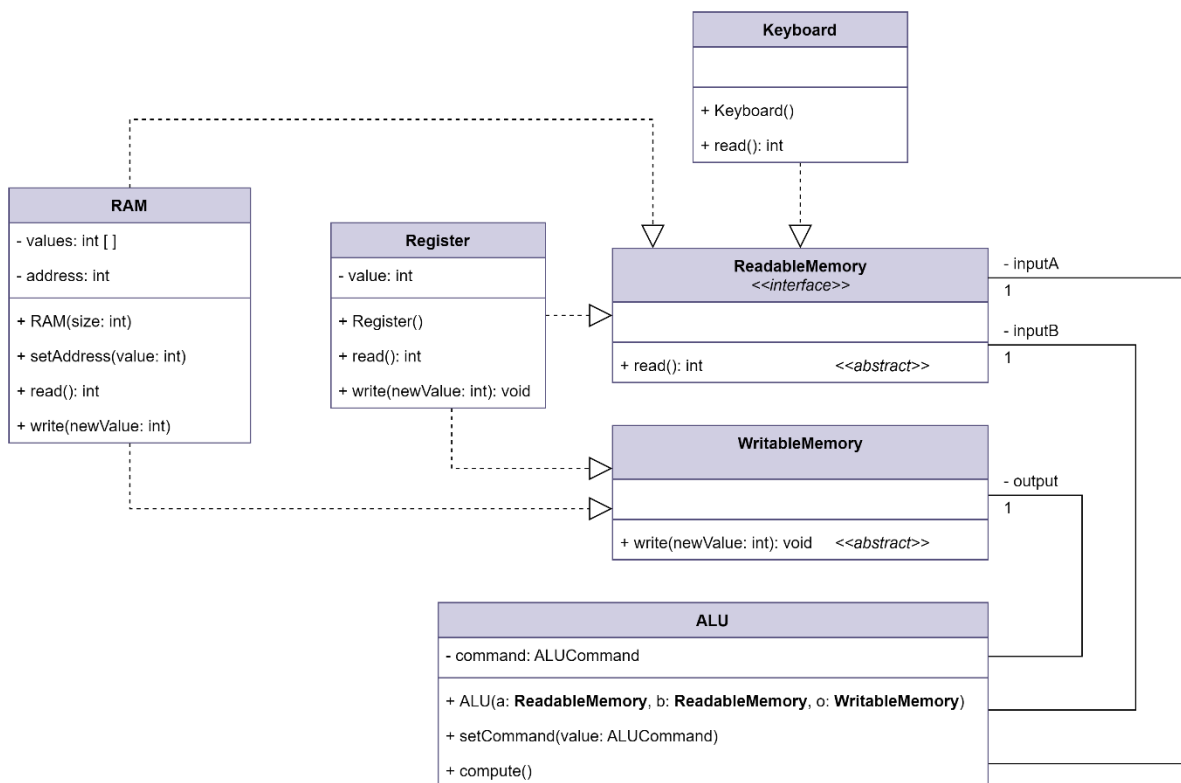 Keyboard
+ Keyboard()
+ read(): int
RAM
- values: int [ ]
- address: int
+ RAM(size: int)
+ setAddress(value: int)
+ read(): int
+ write(newValue: int)
Register
- value: int
+ Register()
+ read(): int
+ write(newValue: int): void
ReadableMemory
<<interface>>
+ read(): int <<abstract>>
- inputA
1
- inputB
1
WritableMemory
+ write(newValue: int): void <<abstract>>
- output
1
ALU
- command: ALUCommand
+ ALU(a: ReadableMemory, b: ReadableMemory, o: WritableMemory)
+ setCommand(value: ALUCommand)
+ compute()